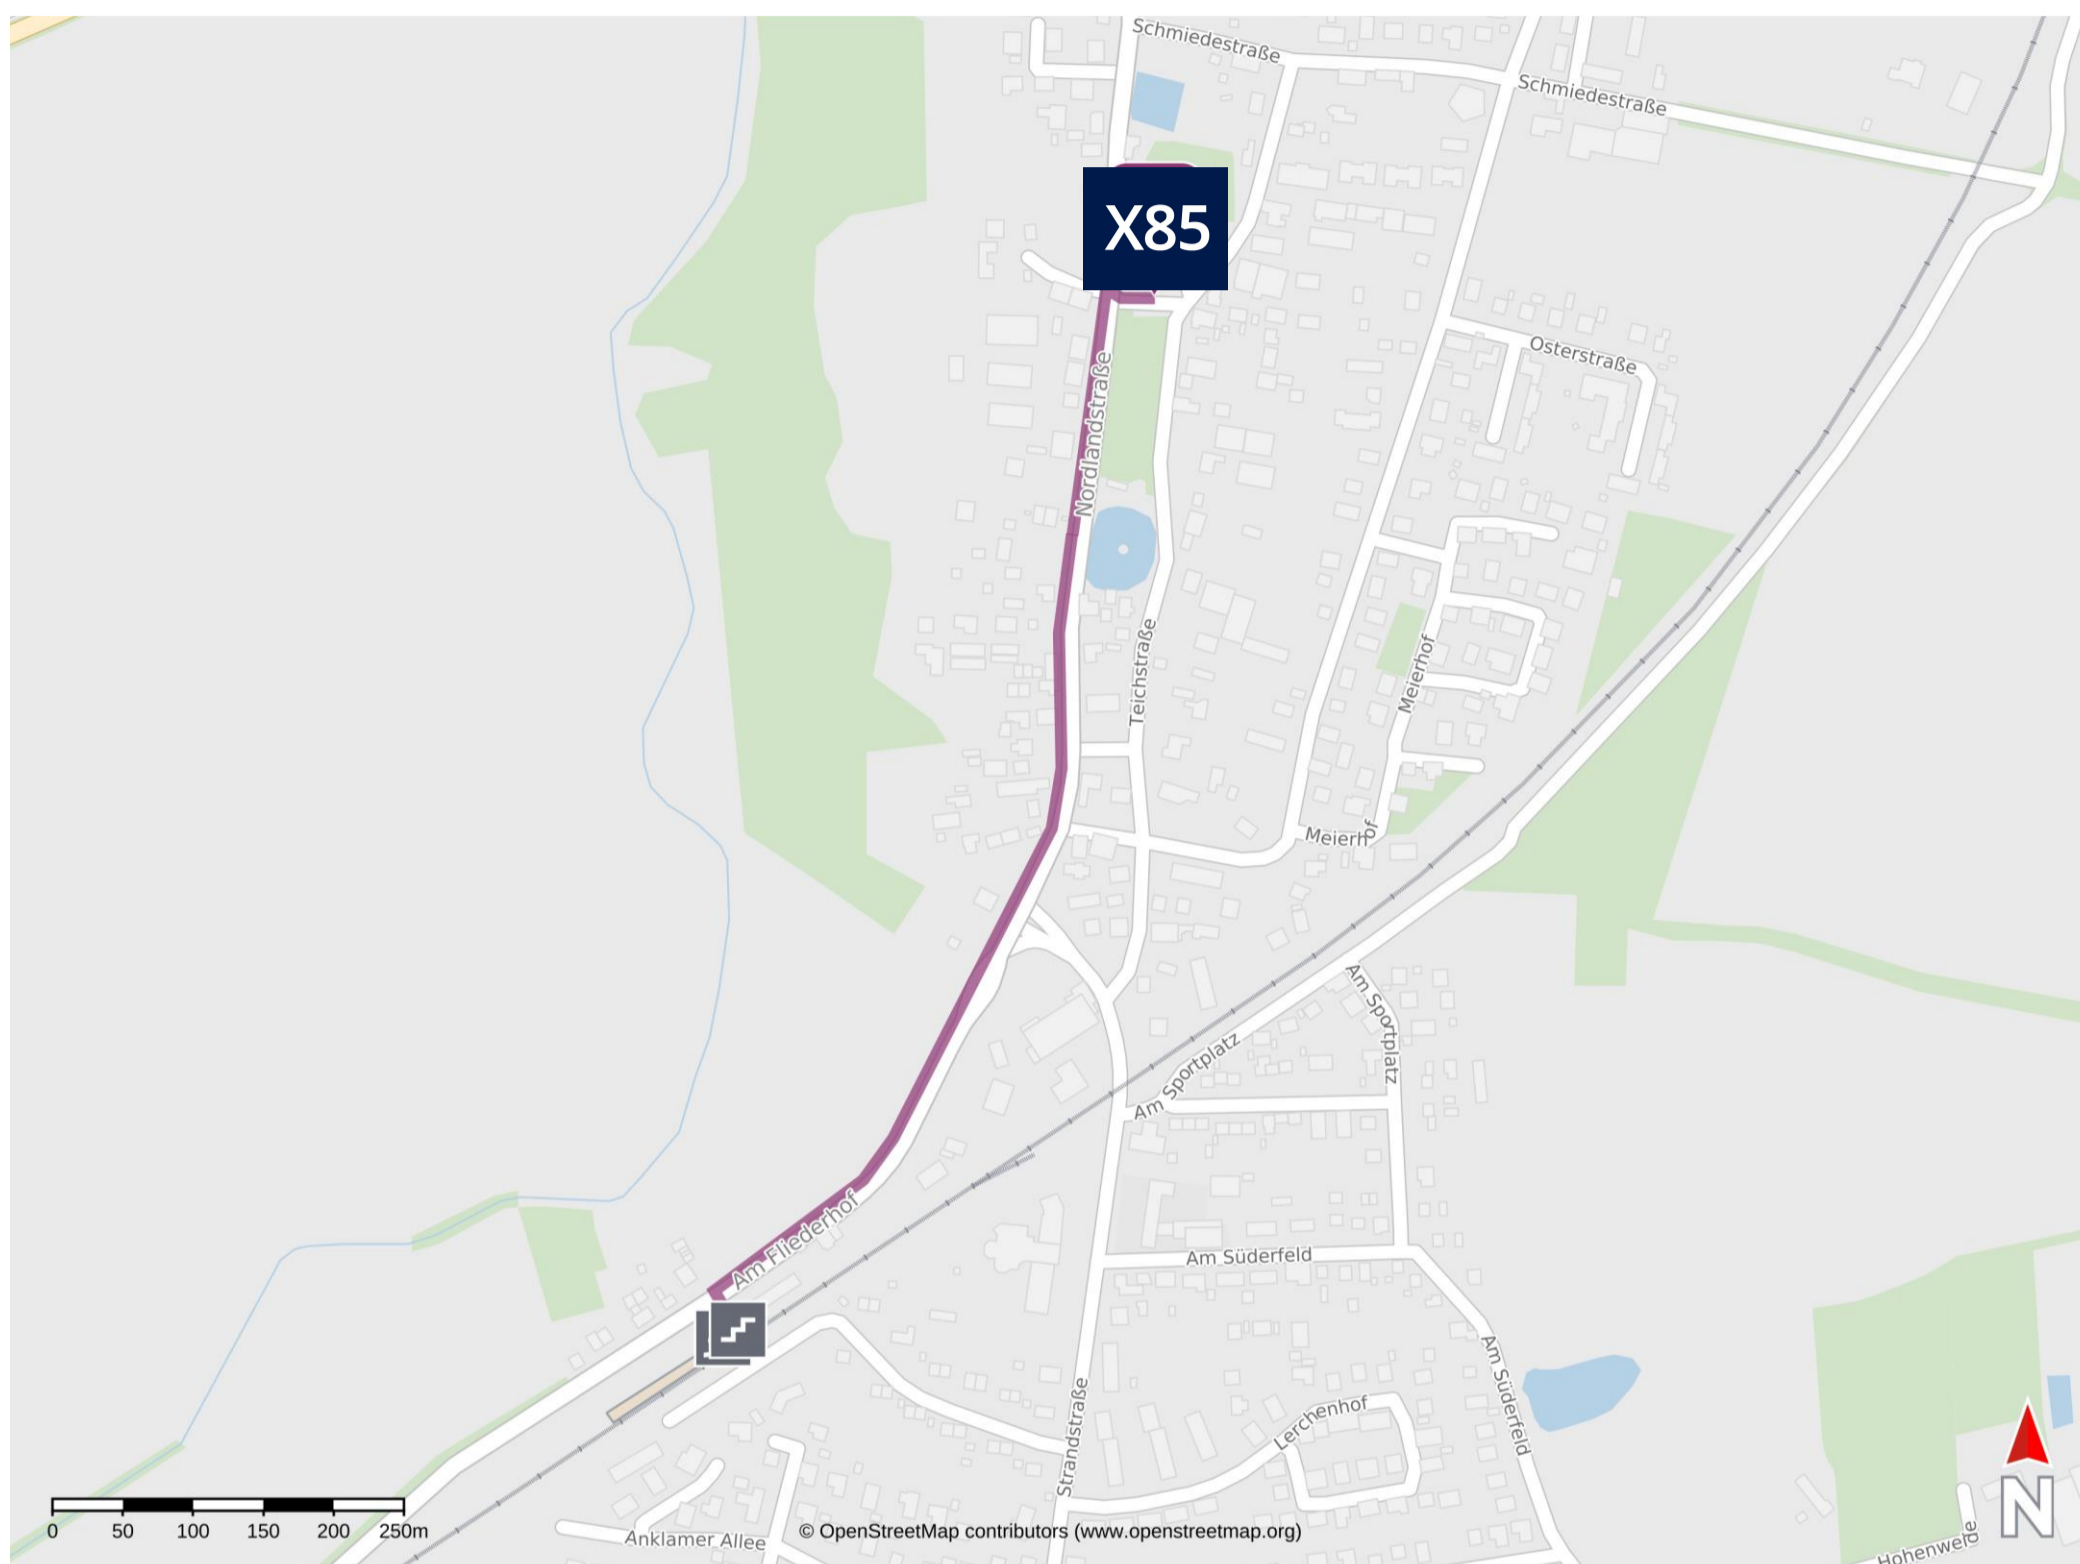 Schmiedestraße
Schmiedestraße
X85
Osterstraße
Nordlandstraße
Teichstraße
Meierhof
Meierhof
Am Sportplatz
Am Sportplatz
Am Fliederhof
Am Süderfeld
Am Süderfeld
Strandstraße
Lerchenhof
Anklamer Allee
0 50 100 150 200 250m
© OpenStreetMap contributors (www.openstreetmap.org)
N